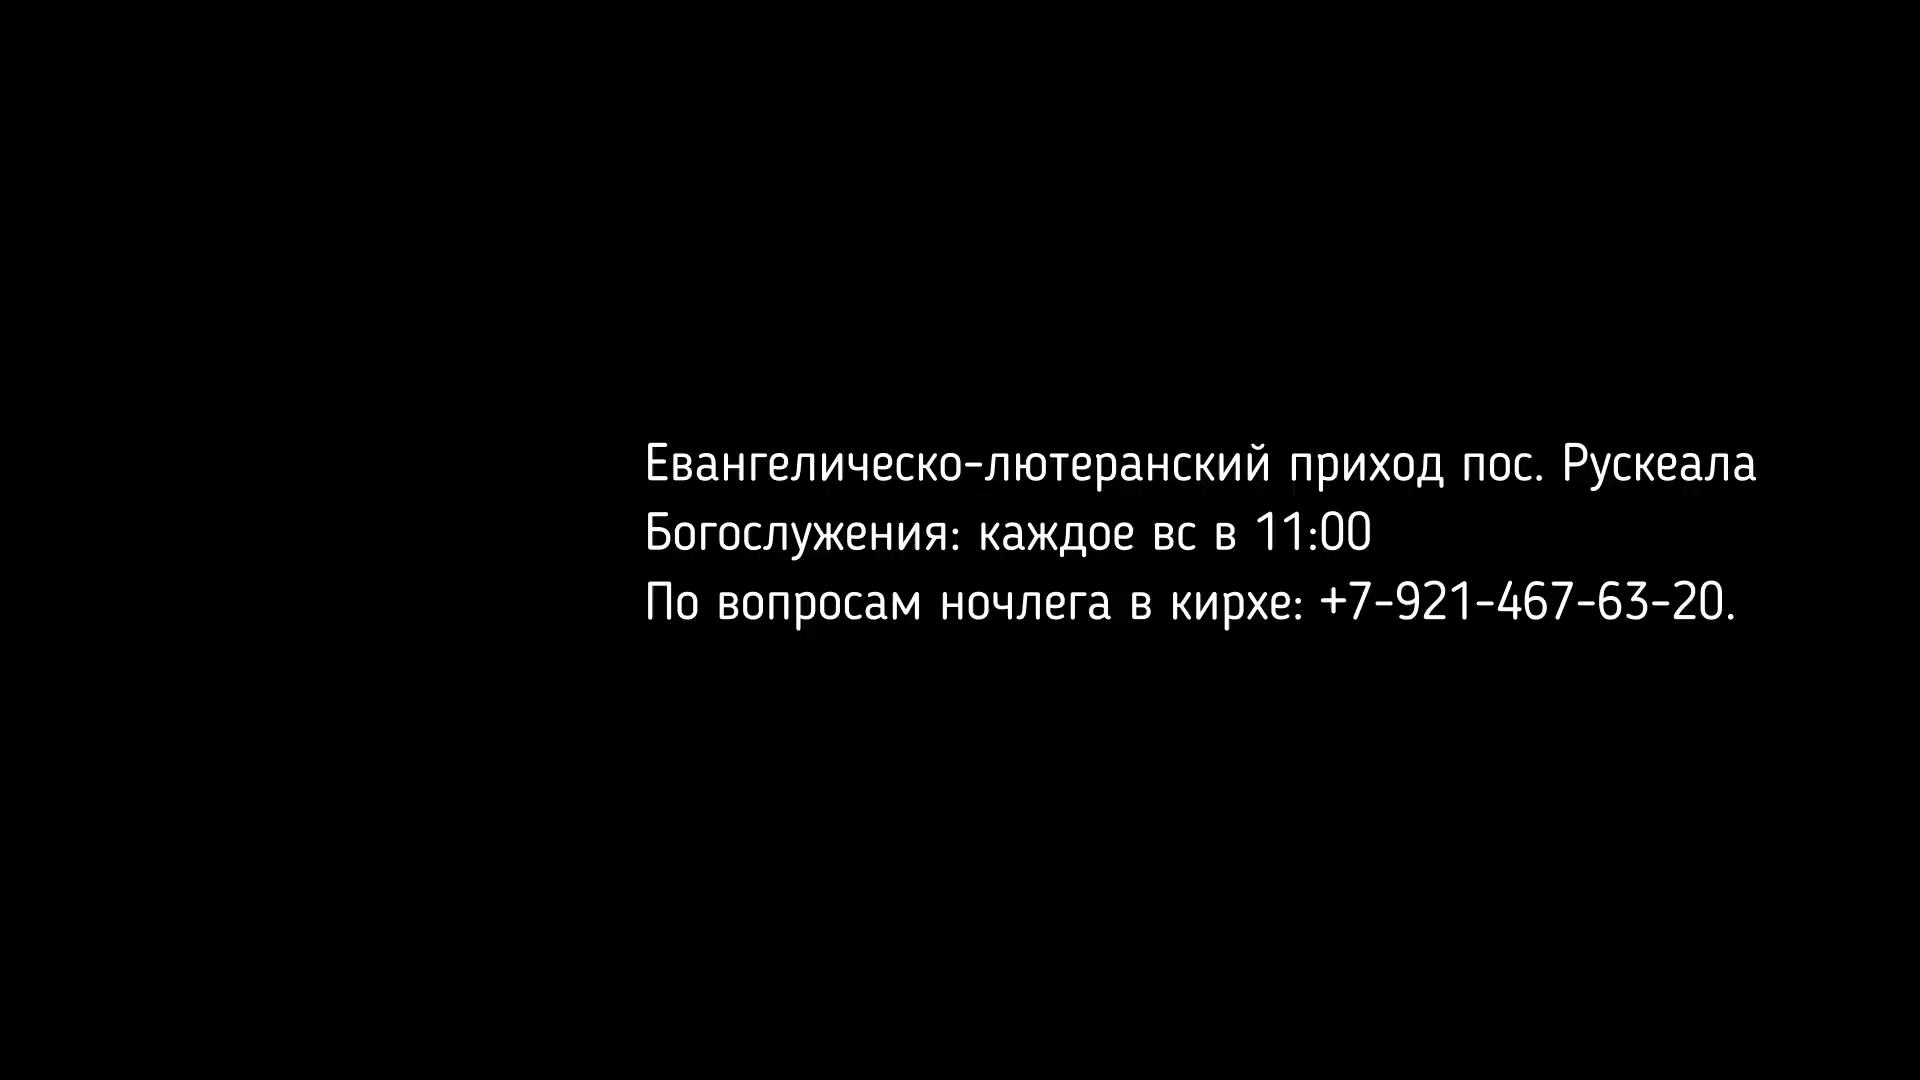 Евангелическо-лютеранский приход пос. Рускеала
Богослужения: каждое вс в 11:00
По вопросам ночлега в кирхе: +7-921-467-63-20.